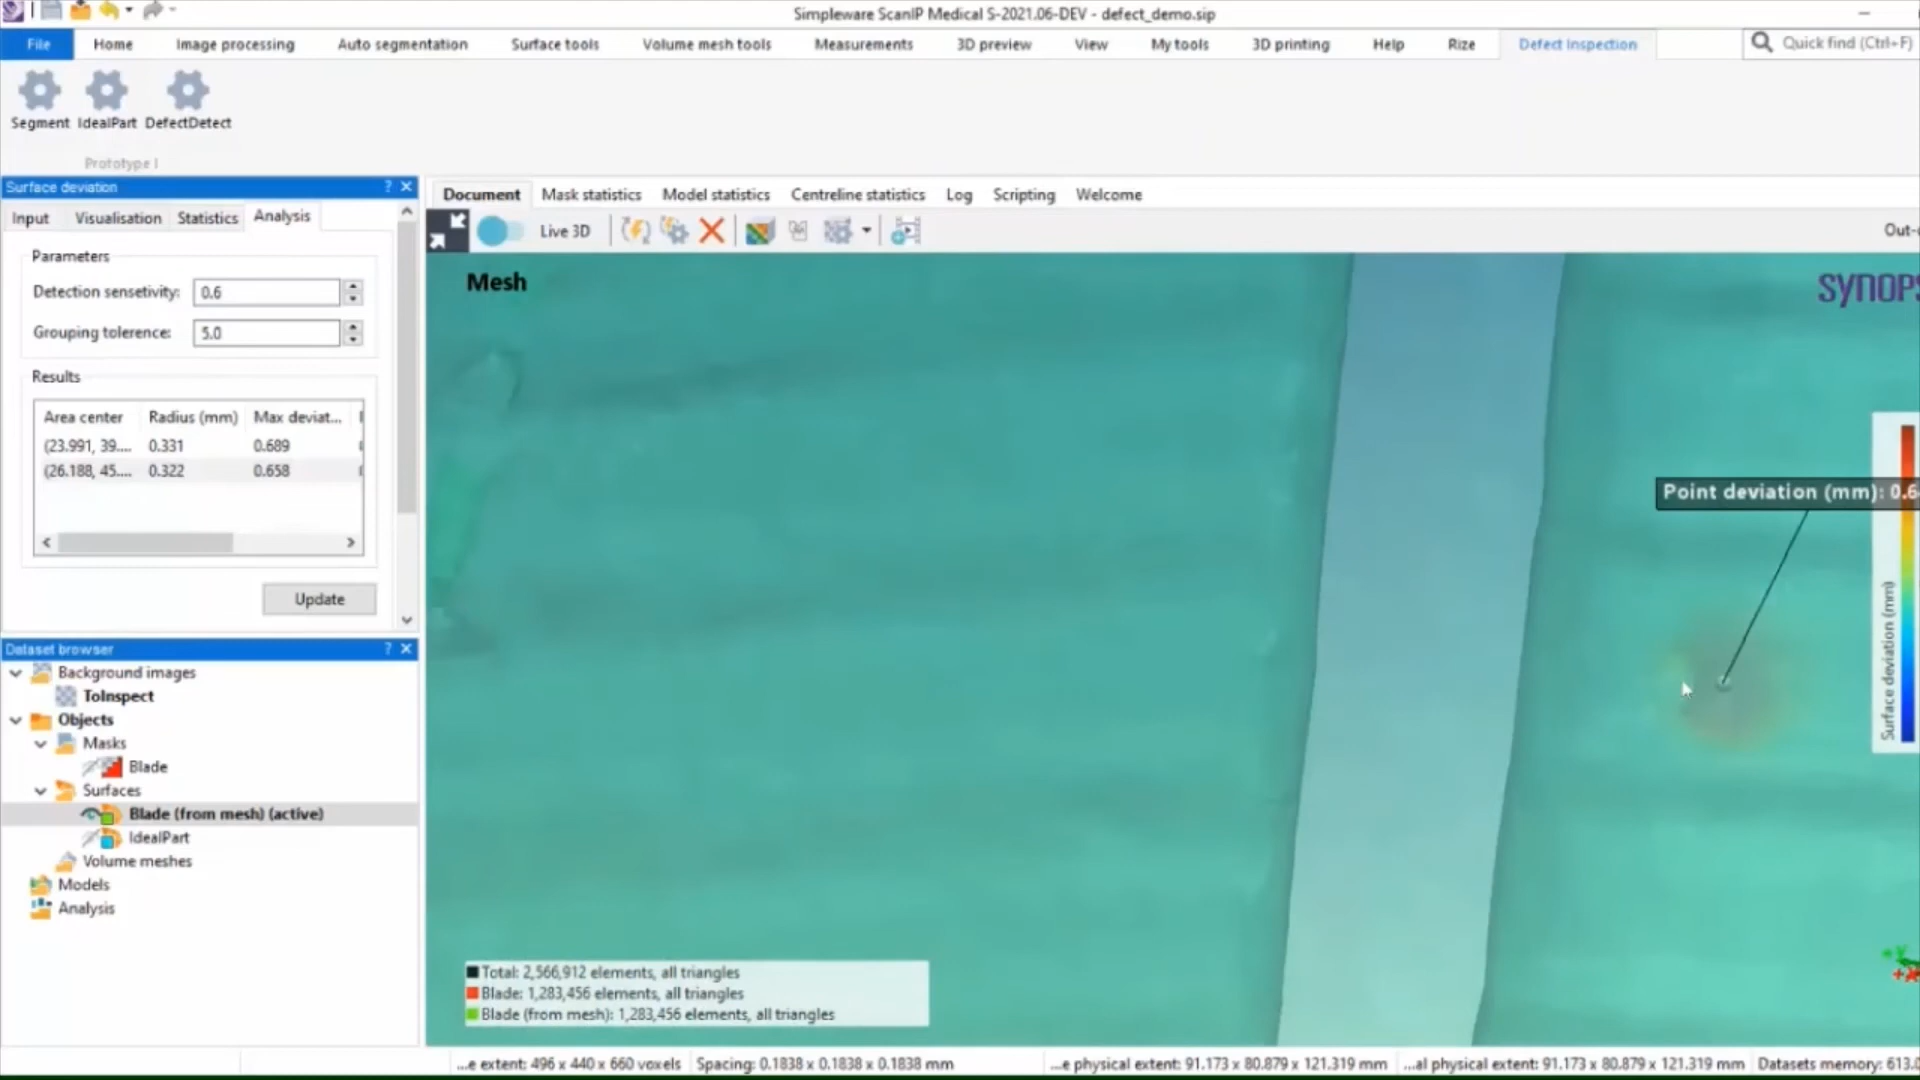 Simpleware ScanIP Medical S-2021.06-DEV - defect_demo.sip
File Home Image processing Auto segmentation Surface tools Volume mesh tools Measurements 3D preview View My tools 3D printing Help Rize Defect Inspection Quick find (Ctrl+F)
Segment IdealPart DefectDetect
Prototype I
Surface deviation ?
Document Mask statistics Model statistics Centreline statistics Log Scripting Welcome
Input Visualisation Statistics Analysis
Live 3D
Out-
Parameters
Detection sensetivity: 0.6
Grouping tolerence: 5.0
Results
Area center Radius (mm) Max deviat...
(23.991, 39.... 0.331 0.689
(26.188, 45.... 0.322 0.658
Update
Mesh
SYNOPS
Point deviation (mm): 0.6
Surface deviation (mm)
Dataset browser ?
Background images
ToInspect
Objects
Masks
Blade
Surfaces
Blade (from mesh) (active)
IdealPart
Volume meshes
Models
Analysis
Total: 2,566,912 elements, all triangles
Blade: 1,283,456 elements, all triangles
Blade (from mesh): 1,283,456 elements, all triangles
...e extent: 496 x 440 x 660 voxels Spacing: 0.1838 x 0.1838 x 0.1838 mm ...e physical extent: 91.173 x 80.879 x 121.319 mm ...al physical extent: 91.173 x 80.879 x 121.319 mm Datasets memory: 613.0